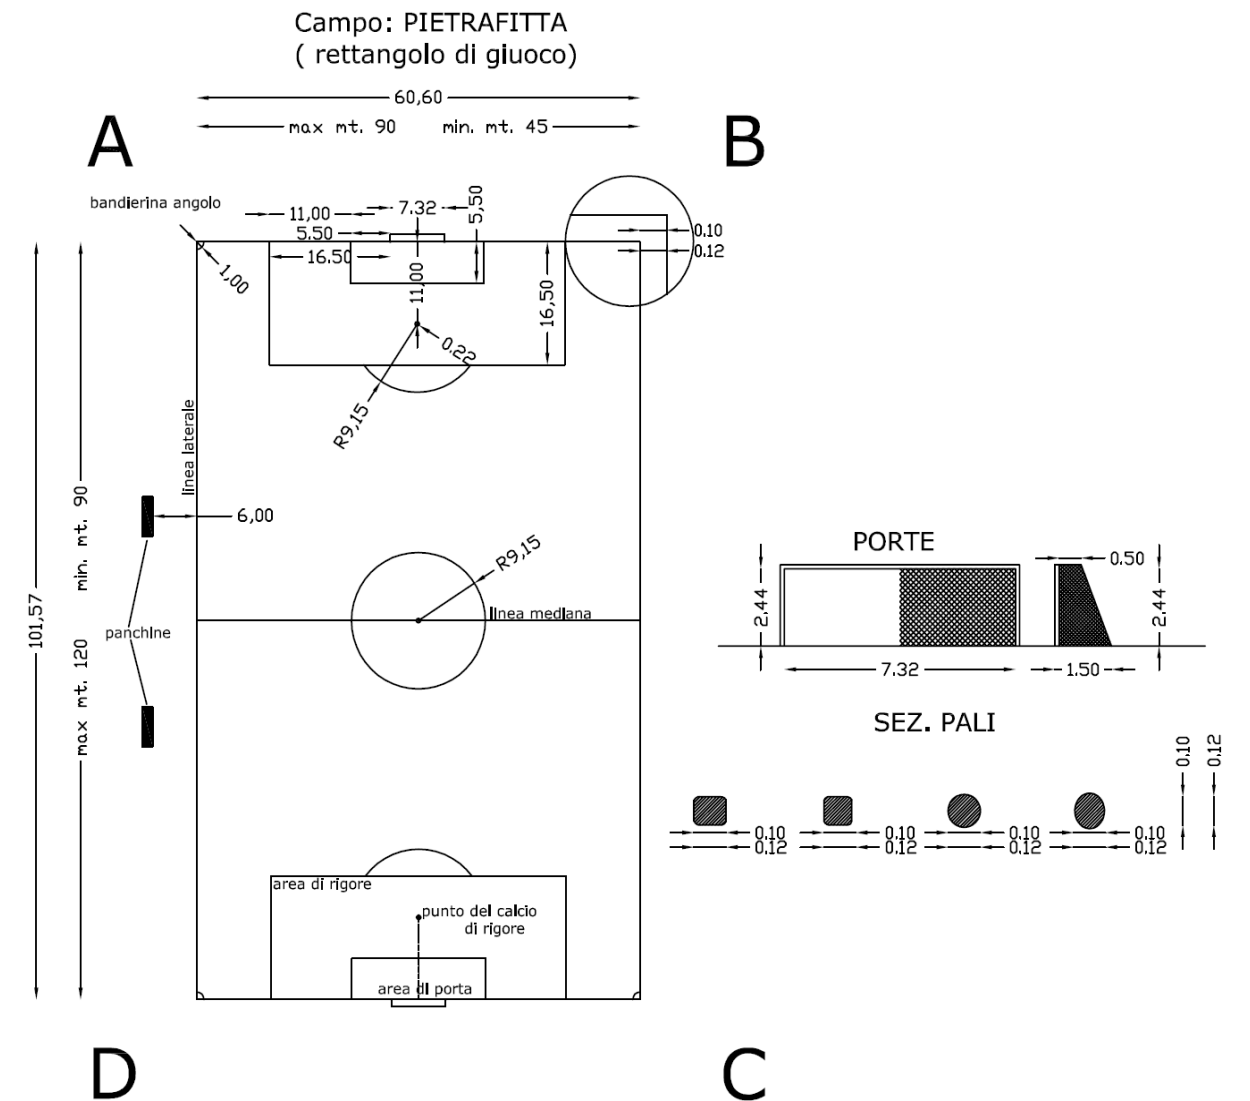 Campo: PIETRAFITTA
( rettangolo di giuoco)
60,60
max mt. 90 min. mt. 45
A
B
bandierina angolo
11,00
7.32
5,50
5.50
16.50
1,00
11,00
16,50
0.10
0.12
0.22
R9,15
linea laterale
6,00
min. mt. 90
101,57
max mt. 120
panchine
R9,15
linea mediana
PORTE
0.50
2.44
2.44
7.32
1.50
SEZ. PALI
0.10
0.12
0.10
0.10
0.10
0.10
0.12
0.12
0.12
0.12
area di rigore
punto del calcio
di rigore
area di porta
D
C